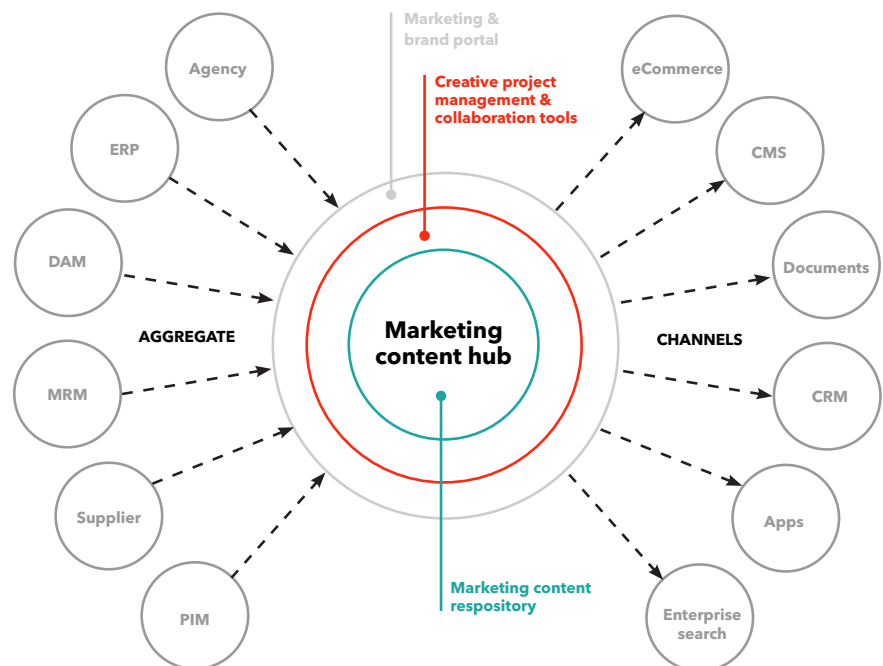 Marketing &
brand portal
Agency
eCommerce
Creative project
management &
collaboration tools
ERP
CMS
DAM
Documents
AGGREGATE
Marketing
content hub
CHANNELS
MRM
CRM
Supplier
Apps
Marketing content
respository
PIM
Enterprise
search